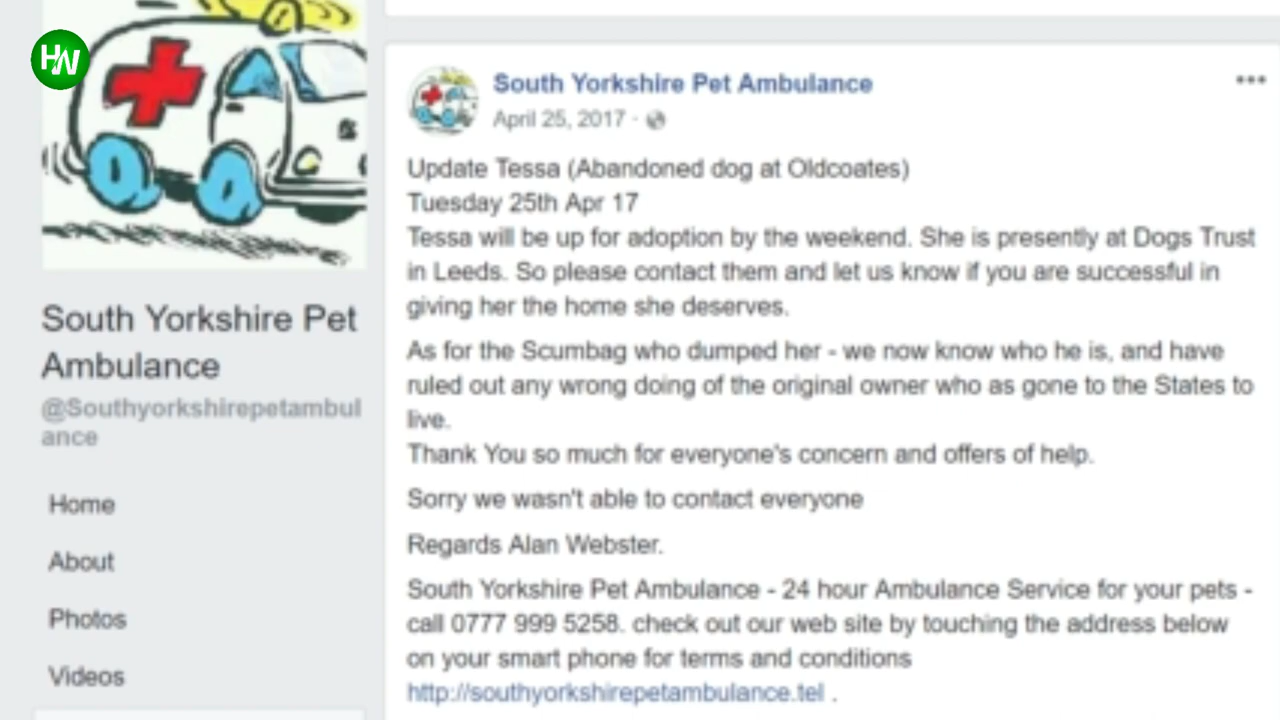 HW
South Yorkshire Pet
Ambulance
@Southyorkshirepetambul
ance
Home
About
Photos
Videos
South Yorkshire Pet Ambulance
April 25, 2017 ·
Update Tessa (Abandoned dog at Oldcoates)
Tuesday 25th Apr 17
Tessa will be up for adoption by the weekend. She is presently at Dogs Trust
in Leeds. So please contact them and let us know if you are successful in
giving her the home she deserves.
As for the Scumbag who dumped her - we now know who he is, and have
ruled out any wrong doing of the original owner who as gone to the States to
live.
Thank You so much for everyone's concern and offers of help.
Sorry we wasn't able to contact everyone
Regards Alan Webster.
South Yorkshire Pet Ambulance - 24 hour Ambulance Service for your pets -
call 0777 999 5258. check out our web site by touching the address below
on your smart phone for terms and conditions
http://southyorkshirepetambulance.tel .